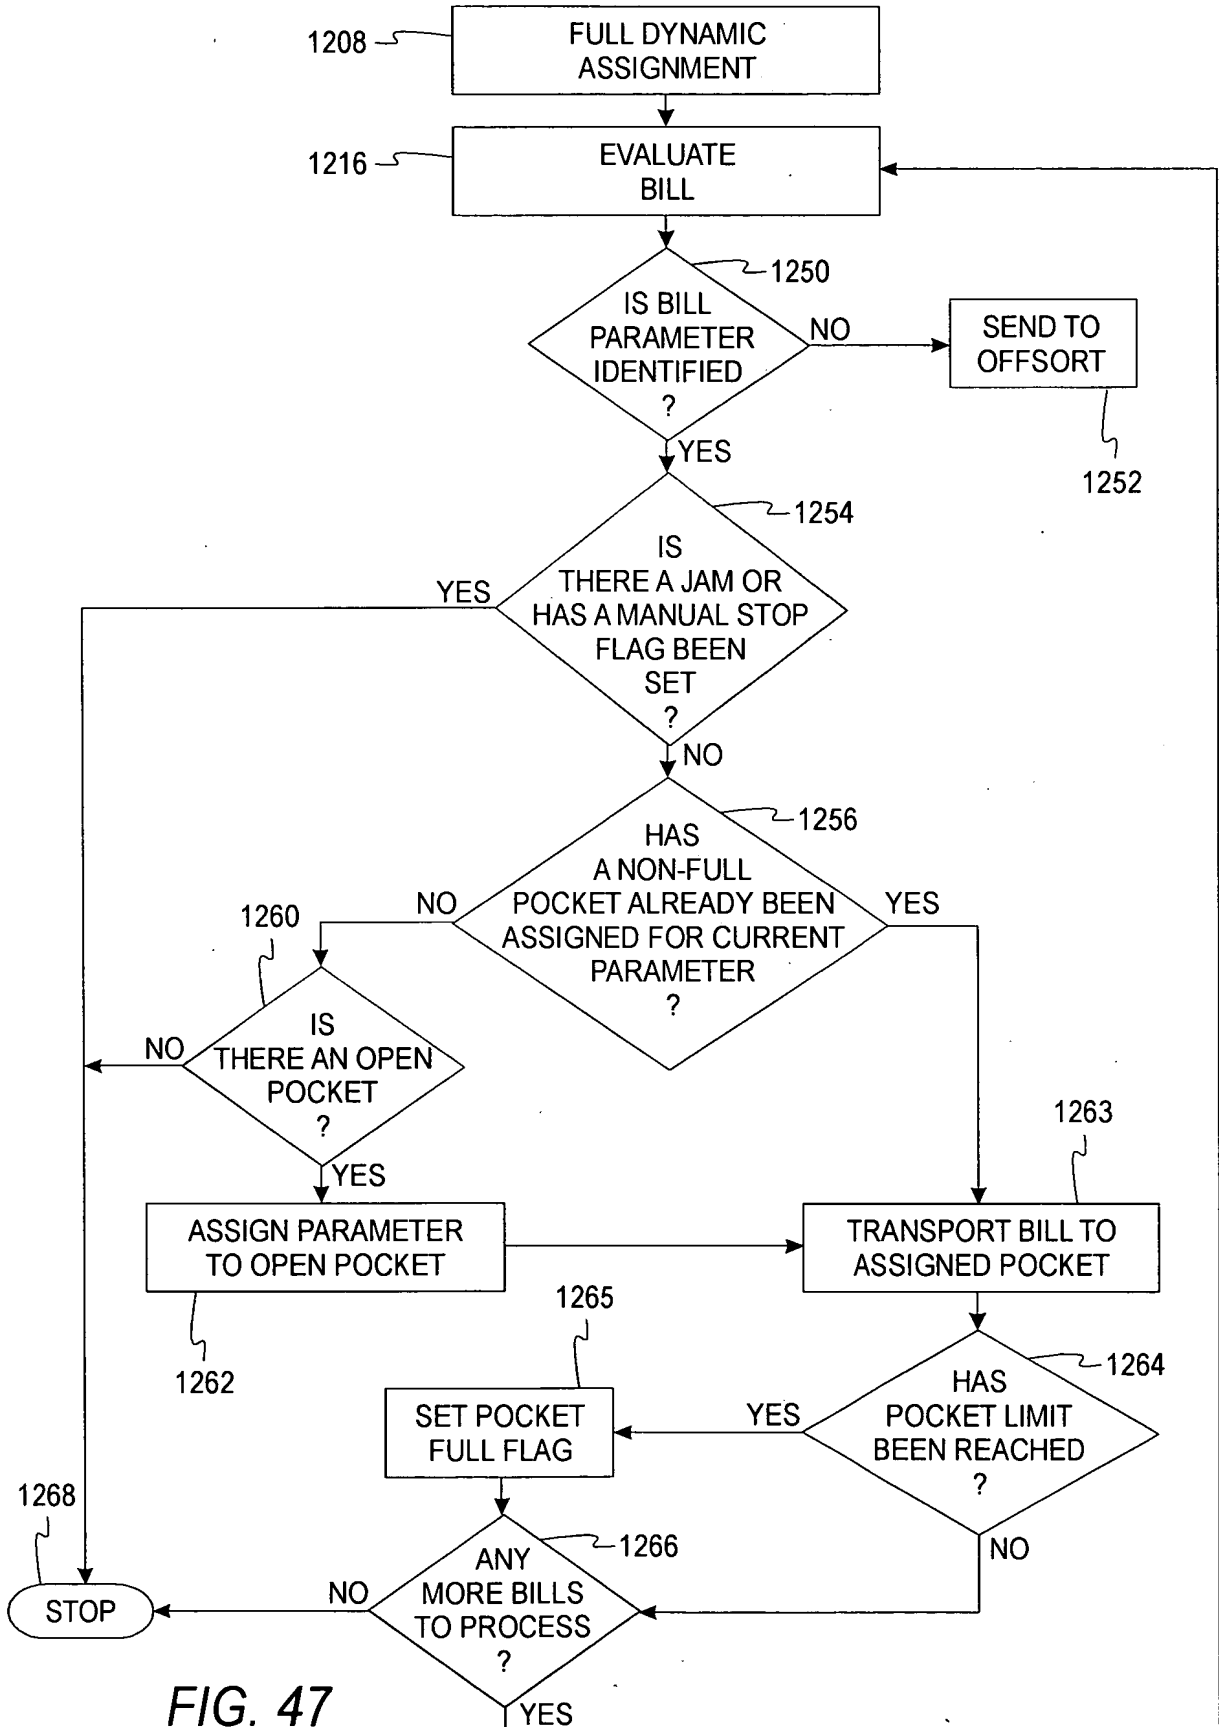 1208
FULL DYNAMIC
ASSIGNMENT
1216
EVALUATE
BILL
1250
IS BILL
PARAMETER
IDENTIFIED
?
NO
SEND TO
OFFSORT
1252
YES
1254
IS
THERE A JAM OR
HAS A MANUAL STOP
FLAG BEEN
SET
?
YES
NO
1256
HAS
A NON-FULL
POCKET ALREADY BEEN
ASSIGNED FOR CURRENT
PARAMETER
?
NO
YES
1260
IS
THERE AN OPEN
POCKET
?
NO
YES
1263
ASSIGN PARAMETER
TO OPEN POCKET
1262
TRANSPORT BILL TO
ASSIGNED POCKET
1265
1264
HAS
POCKET LIMIT
BEEN REACHED
?
YES
NO
SET POCKET
FULL FLAG
1268
1266
ANY
MORE BILLS
TO PROCESS
?
NO
STOP
YES
FIG. 47